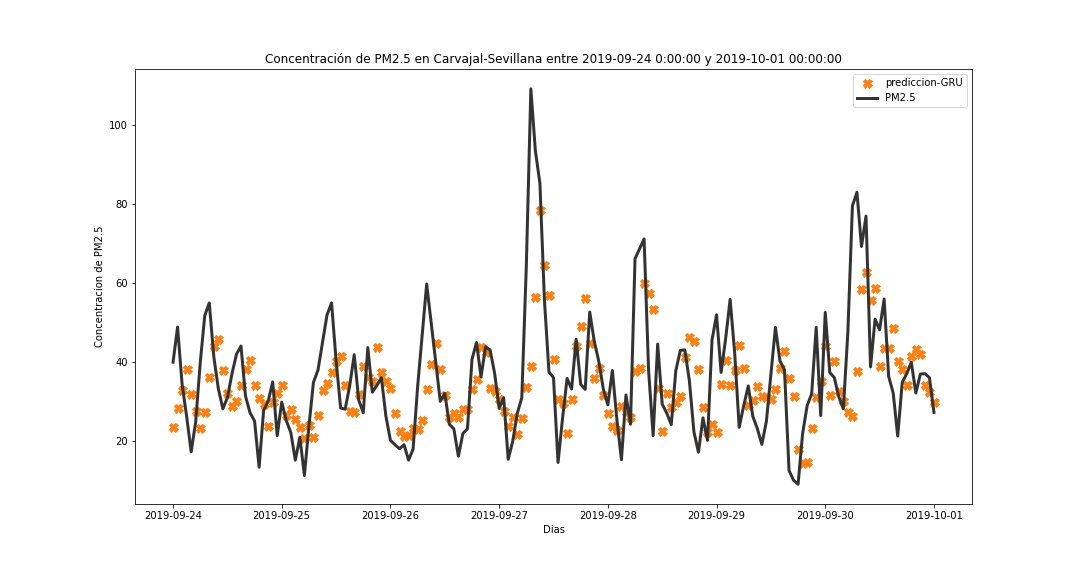 Concentración de PM2.5 en Carvajal-Sevillana entre 2019-09-24 0:00:00 y 2019-10-01 00:00:00
prediccion-GRU
PM2.5
Concentracion de PM2.5
100
80
60
40
20
2019-09-24 2019-09-25 2019-09-26 2019-09-27 2019-09-28 2019-09-29 2019-09-30 2019-10-01
Dias